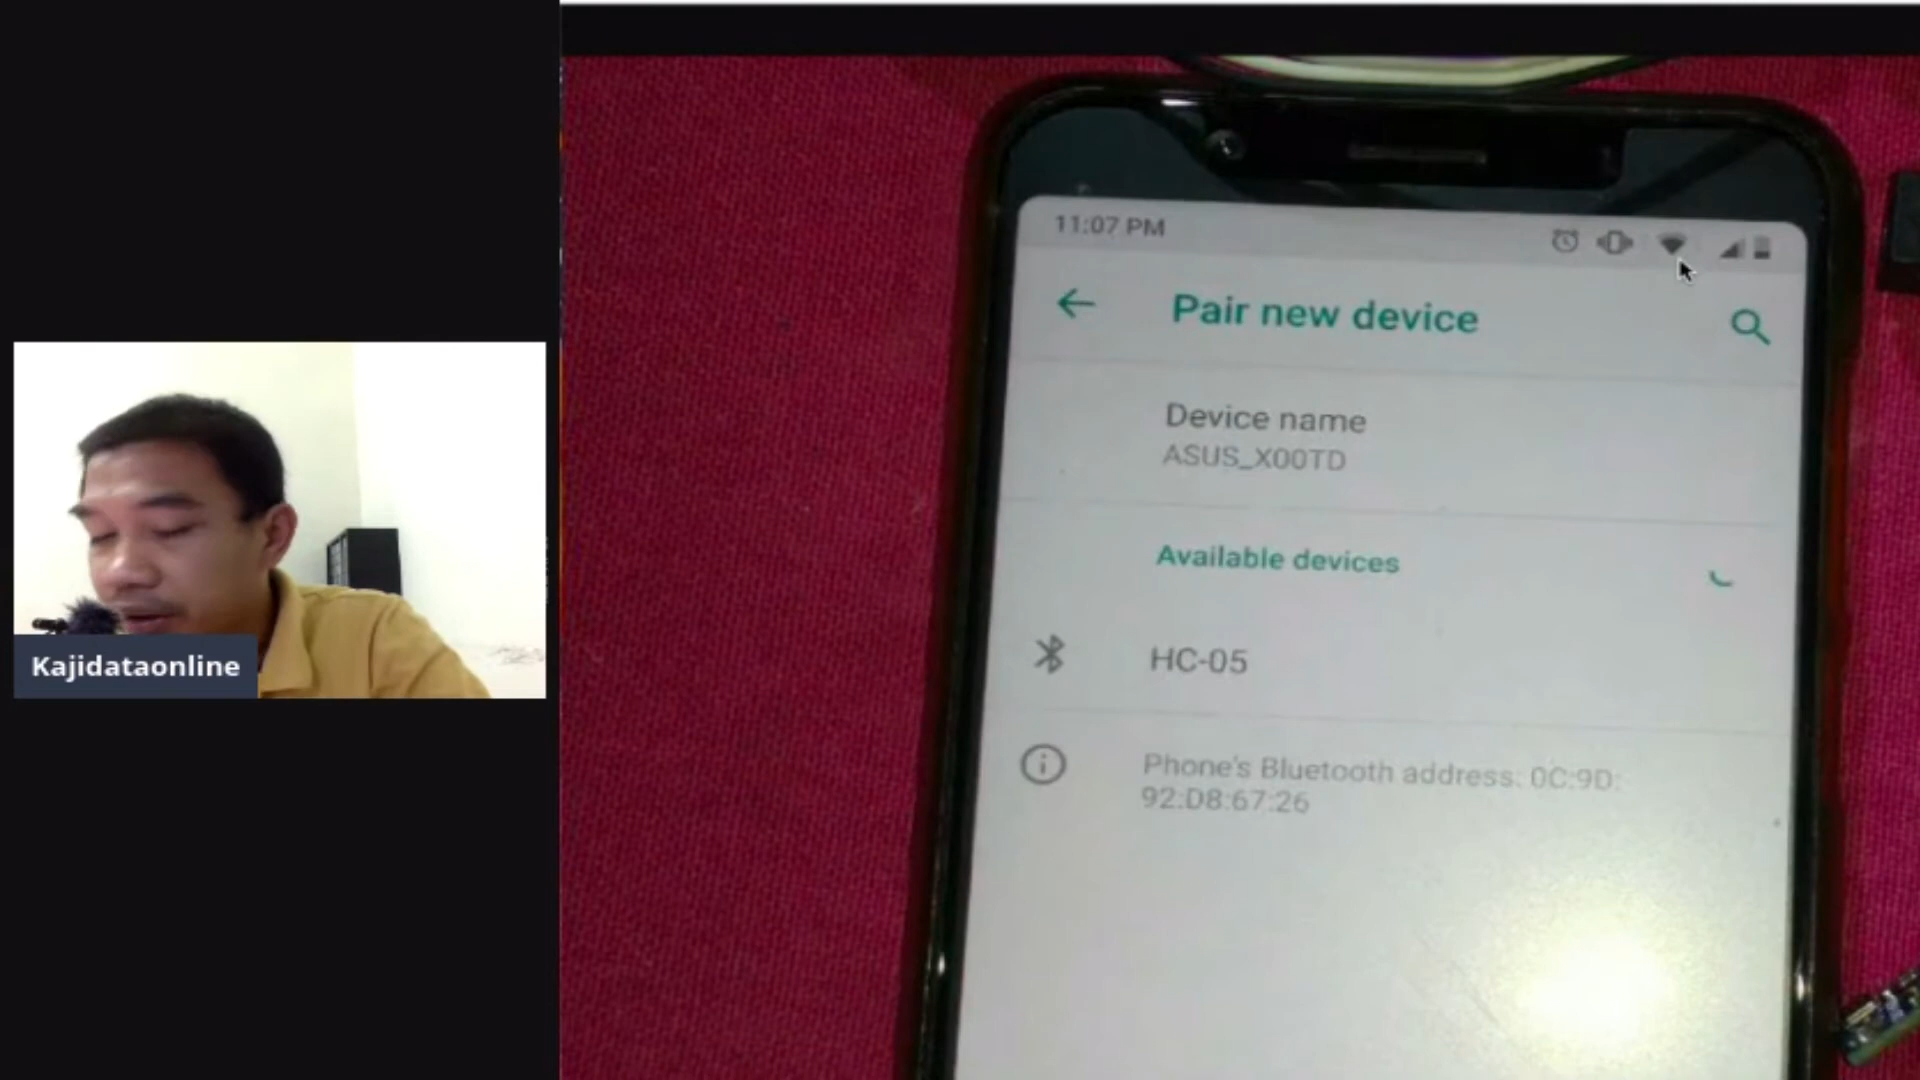 11:07 PM
Pair new device
Device name
ASUS_X00TD
Available devices
HC-05
Phone's Bluetooth address: 0C:9D:
92:D8:67:26
Kajidataonline